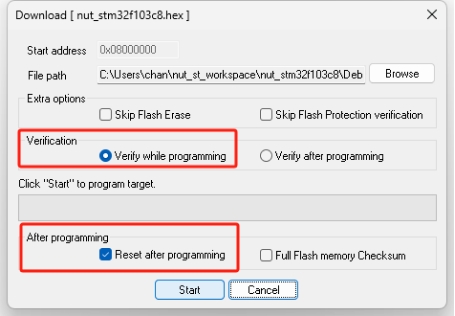 Download [ nut_stm32f103c8.hex ]
Start address 0x08000000
File path C:\Users\chan\nut_st_workspace\nut_stm32f103c8\Deb Browse
Extra options
Skip Flash Erase Skip Flash Protection verification
Verification
Verify while programming Verify after programming
Click "Start" to program target.
After programming
Reset after programming Full Flash memory Checksum
Start Cancel